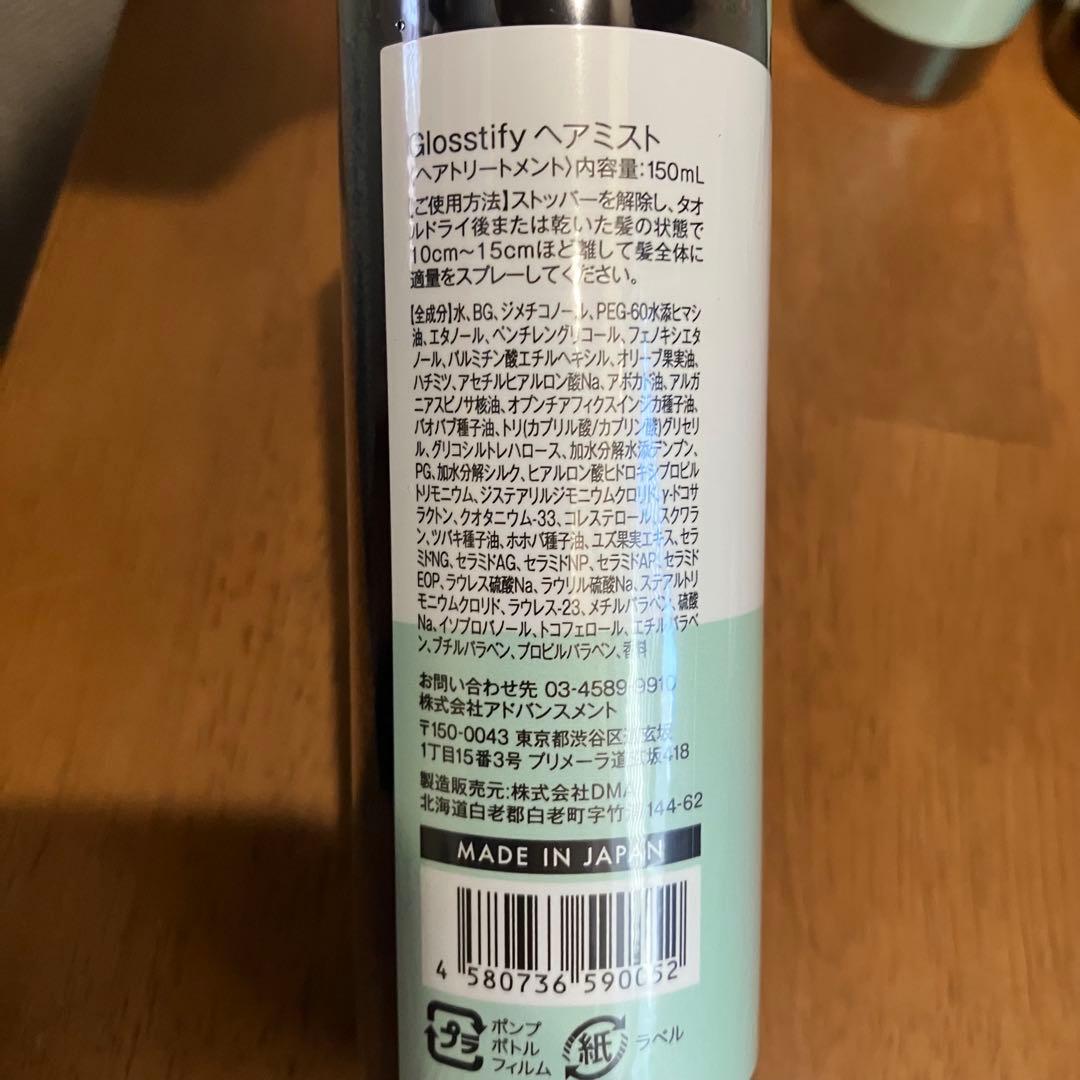 Glosstify ヘアミスト
〈ヘアトリートメント〉内容量:150mL
【ご使用方法】ストッパーを解除し、タオ
ルドライ後または乾いた髪の状態で
10cm〜15cmほど離して髪全体に
適量をスプレーしてください。
【全成分】水、BG、ジメチコノール、PEG-60水添ヒマシ
油、エタノール、ペンチレングリコール、フェノキシエタ
ノール、パルミチン酸エチルヘキシル、オリーブ果実油、
ハチミツ、アセチルヒアルロン酸Na、アボカド油、アルガ
ニアスピノサ核油、オプンチアフィクスインジカ種子油、
バオバブ種子油、トリ(カプリル酸/カプリン酸)グリセリ
ル、グリコシルトレハロース、加水分解水添デンプン、
PG、加水分解シルク、ヒアルロン酸ヒドロキシプロピル
トリモニウム、ジステアリルジモニウムクロリド、γ-ドコサ
ラクトン、クオタニウム-33、コレステロール、スクワラ
ン、ツバキ種子油、ホホバ種子油、ユズ果実エキス、セラ
ミドNG、セラミドAG、セラミドNP、セラミドAP、セラミド
EOP、ラウレス硫酸Na、ラウリル硫酸Na、ステアルトリ
モニウムクロリド、ラウレス-23、メチルパラベン、硫酸
Na、イソプロパノール、トコフェロール、エチルパラベ
ン、ブチルパラベン、プロピルパラベン、香料
お問い合わせ先 03-4589-9910
株式会社アドバンスメント
〒150-0043 東京都渋谷区道玄坂
1丁目15番3号 プリメーラ道玄坂418
製造販売元:株式会社DMA
北海道白老郡白老町字竹浦144-62
MADE IN JAPAN
4 580736 590052
プラ
ポンプ
ボトル
フィルム
紙
ラベル